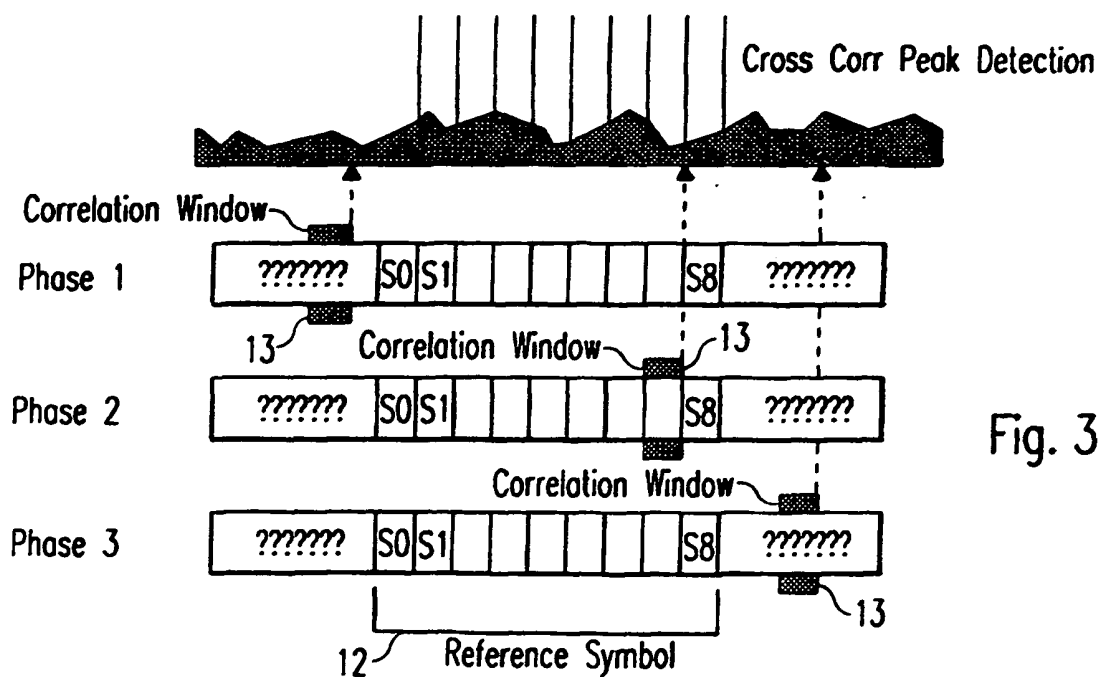 Cross Corr Peak Detection
Correlation Window
Phase 1
??????? S0 S1 S8 ???????
13
Correlation Window 13
Phase 2
??????? S0 S1 S8 ???????
Fig. 3
Correlation Window
Phase 3
??????? S0 S1 S8 ???????
13
12
Reference Symbol